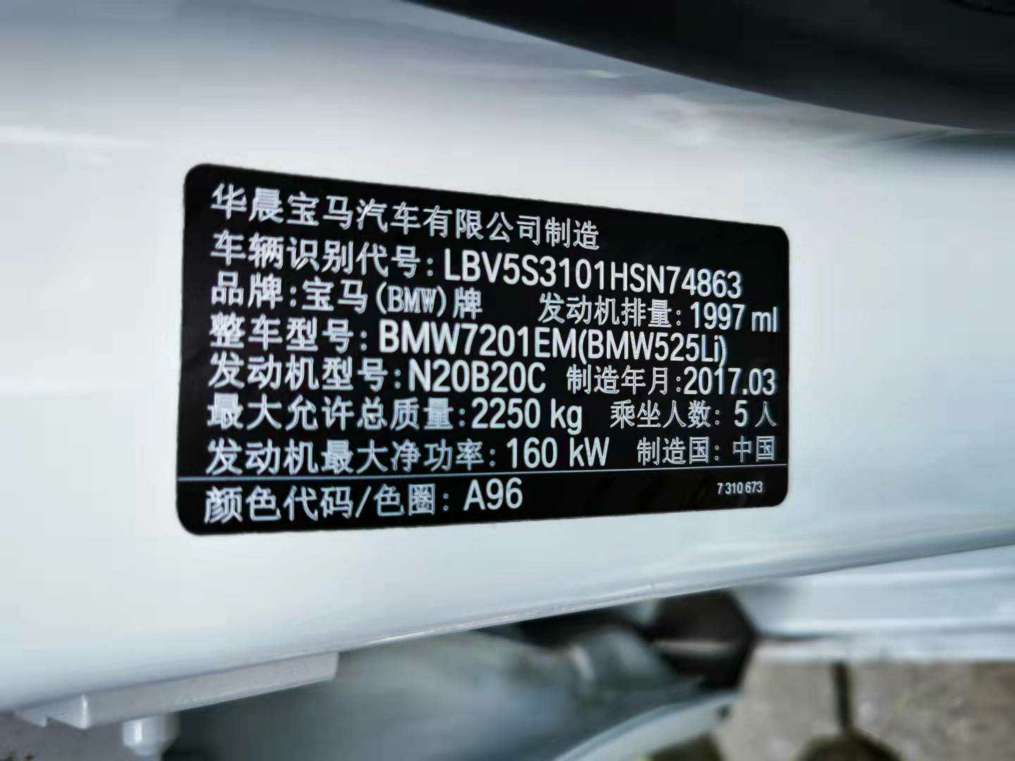 华晨宝马汽车有限公司制造
车辆识别代号:LBV5S3101HSN74863
品牌:宝马(BMW)牌 发动机排量:1997 ml
整车型号:BMW7201EM(BMW525Li)
发动机型号:N20B20C 制造年月:2017.03
最大允许总质量:2250 kg 乘坐人数: 5 人
发动机最大净功率:160 kW 制造国: 中国
颜色代码/色圈: A96 7 310 673